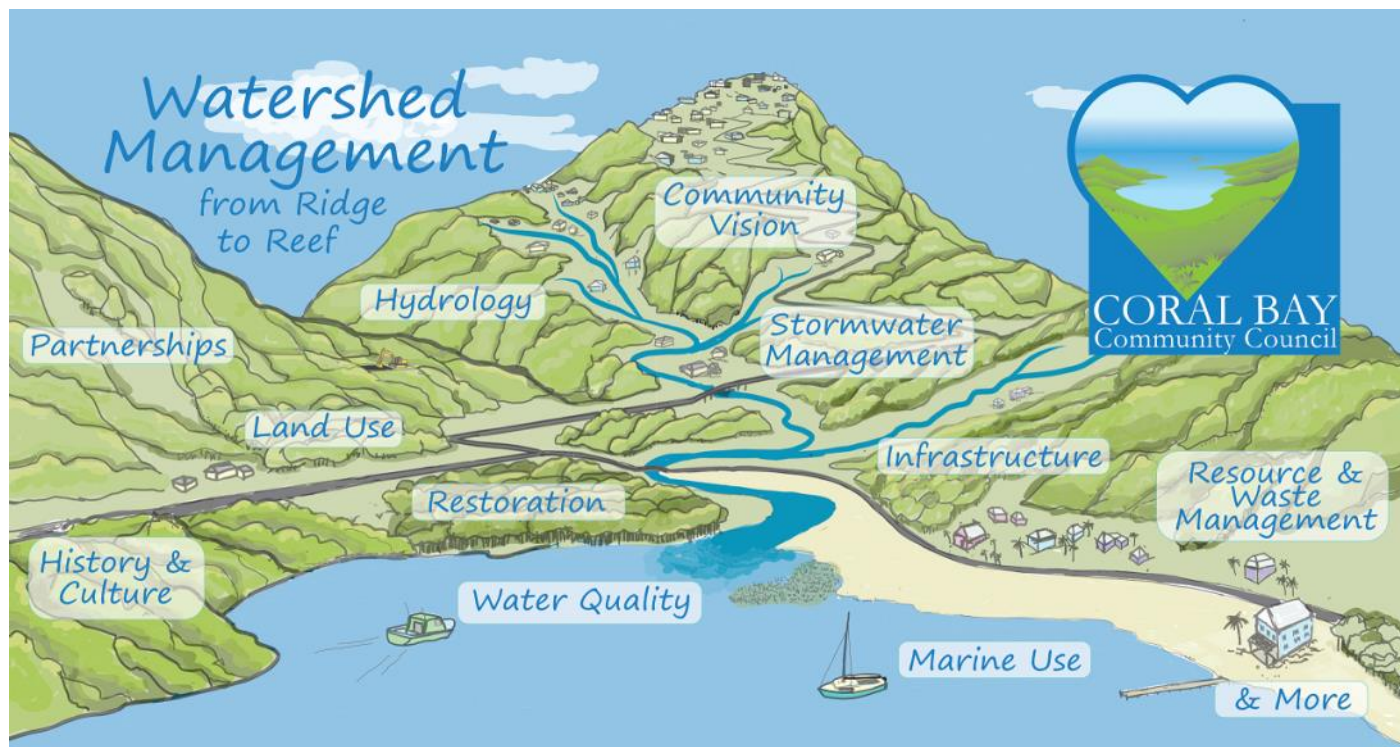 Watershed
Management
from Ridge
to Reef
CORAL BAY
Community Council
Community
Vision
Hydrology
Stormwater
Management
Partnerships
Land Use
Infrastructure
Restoration
Resource &
Waste
Management
History &
Culture
Water Quality
Marine Use
& More